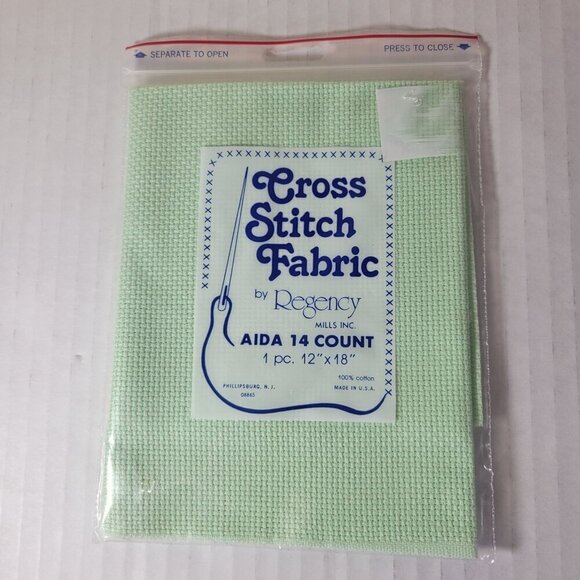 SEPARATE TO OPEN PRESS TO CLOSE
Cross
Stitch
Fabric
by Regency
MILLS INC.
AIDA 14 COUNT
1 pc. 12" x 18"
100% cotton
PHILLIPSBURG, N. J. MADE IN U.S.A.
08865